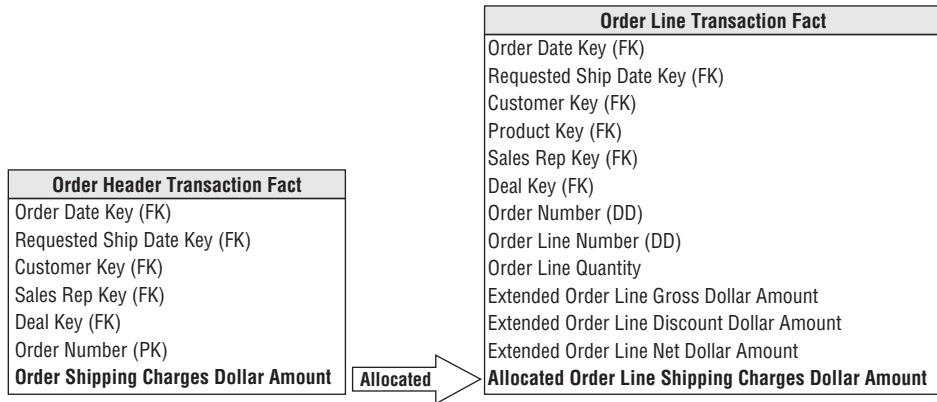 Order Header Transaction Fact
Order Date Key (FK)
Requested Ship Date Key (FK)
Customer Key (FK)
Sales Rep Key (FK)
Deal Key (FK)
Order Number (PK)
Order Shipping Charges Dollar Amount
Allocated
Order Line Transaction Fact
Order Date Key (FK)
Requested Ship Date Key (FK)
Customer Key (FK)
Product Key (FK)
Sales Rep Key (FK)
Deal Key (FK)
Order Number (DD)
Order Line Number (DD)
Order Line Quantity
Extended Order Line Gross Dollar Amount
Extended Order Line Discount Dollar Amount
Extended Order Line Net Dollar Amount
Allocated Order Line Shipping Charges Dollar Amount